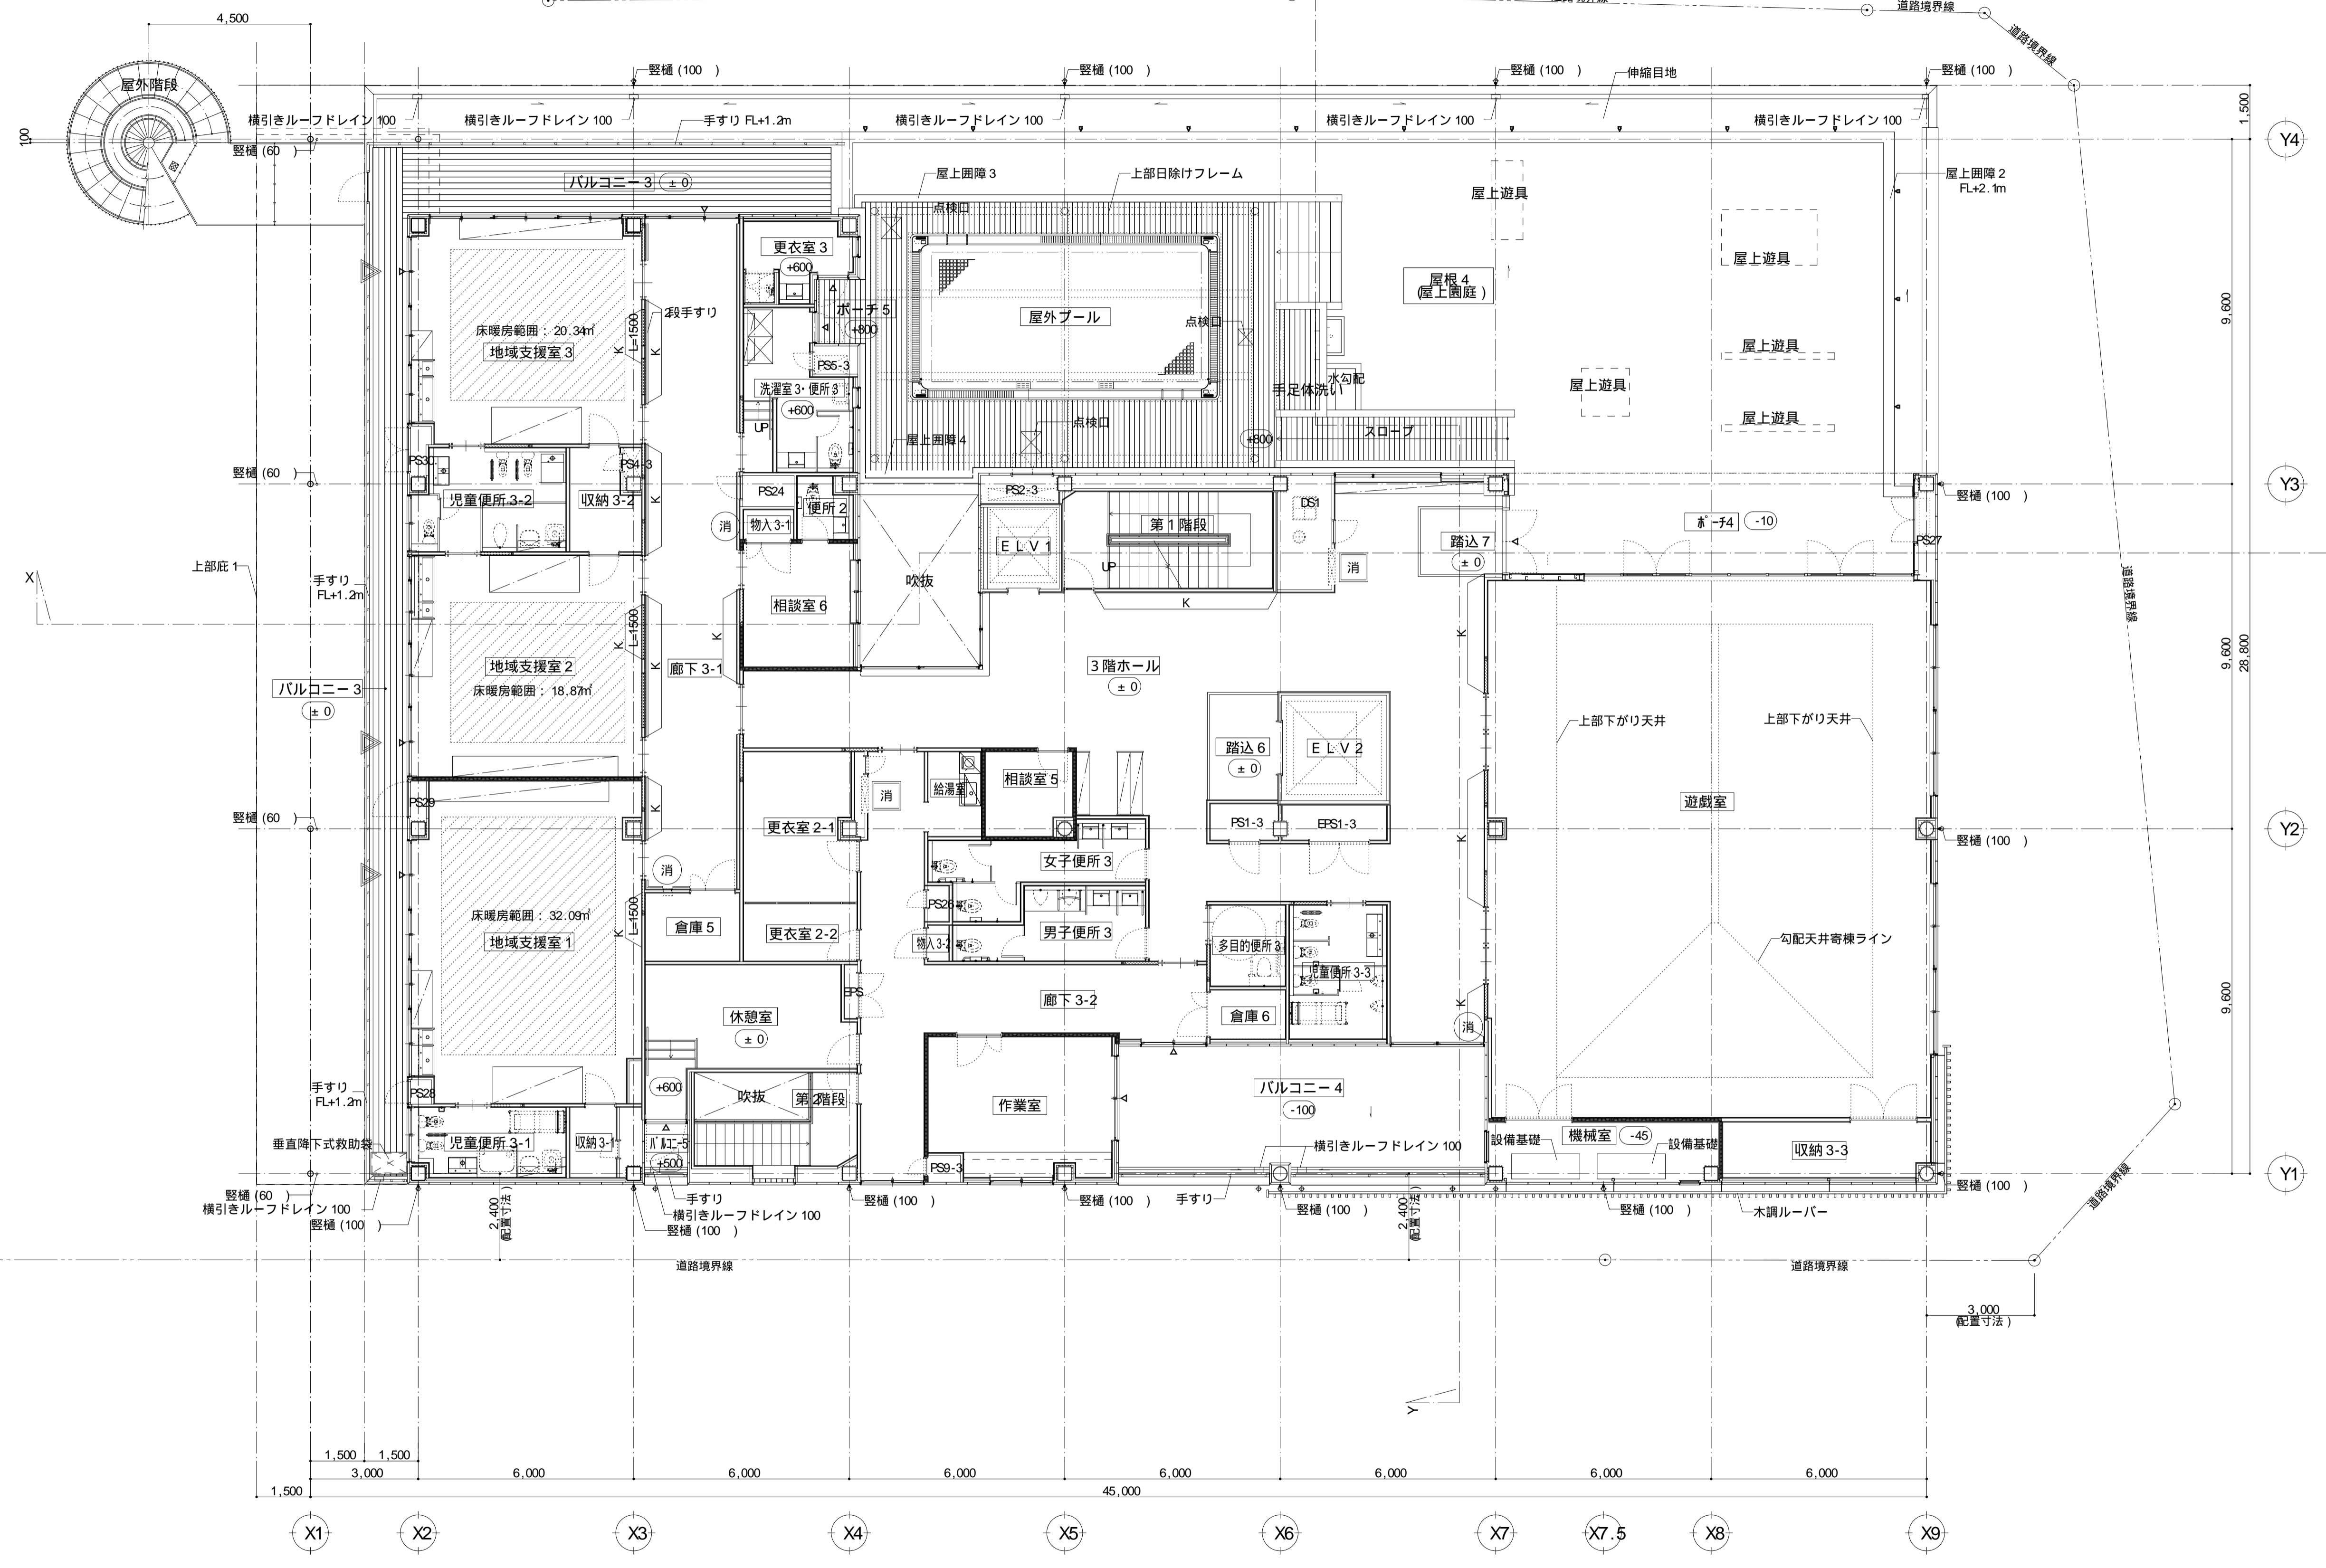 4,500
道路境界線
道路境界線
道路境界線
屋外階段
竪樋 (100 )
竪樋 (100 )
竪樋 (100 )
伸縮目地
竪樋 (100 )
1,500
100
横引きルーフドレイン 100
横引きルーフドレイン 100
手すり FL+1.2m
横引きルーフドレイン 100
横引きルーフドレイン 100
横引きルーフドレイン 100
Y4
竪樋 (60 )
バルコニー 3
± 0
屋上囲障 3
上部日除けフレーム
屋上遊具
屋上囲障 2
FL+2.1m
点検口
更衣室 3
+600
屋上遊具
屋根 4
(屋上園庭 )
ポーチ 5
+800
屋外プール
点検口
9,600
2段手すり
床暖房範囲 : 20.34㎡
地域支援室 3
L=1500
K
K
PS5-3
屋上遊具
洗濯室 3・便所 3
+600
水勾配
手足体洗い
屋上遊具
屋上遊具
UP
点検口
屋上囲障 4
+800
スロープ
PS30
PS4-3
竪樋 (60 )
児童便所 3-2
収納 3-2
K
PS24
便所 2
物入 3-1
消
PS2-3
ELV1
第 1 階段
UP
DS1
竪樋 (100 )
Y3
ポーチ4
-10
PS27
踏込 7
± 0
消
上部庇 1
X
手すり
FL+1.2m
吹抜
相談室 6
K
K
道路境界線
地域支援室 2
床暖房範囲 : 18.87㎡
L=1500
K
K
K
廊下 3-1
3 階ホール
± 0
9,600
28,800
バルコニー 3
± 0
上部下がり天井
上部下がり天井
踏込 6
± 0
ELV2
相談室 5
給湯室
消
遊戯室
PS29
K
竪樋 (60 )
更衣室 2-1
PS1-3
EPS1-3
K
竪樋 (100 )
Y2
消
女子便所 3
床暖房範囲 : 32.09㎡
地域支援室 1
L=1500
K
倉庫 5
更衣室 2-2
PS26
物入 3-2
男子便所 3
多目的便所 3
児童便所 3-3
勾配天井寄棟ライン
EPS
休憩室
± 0
廊下 3-2
倉庫 6
K
消
9,600
手すり
FL+1.2m
PS28
+600
吹抜
第 2階段
作業室
バルコニー 4
-100
垂直降下式救助袋
児童便所 3-1
収納 3-1
バルコニー5
+500
PS9-3
横引きルーフドレイン 100
設備基礎
機械室
-45
設備基礎
収納 3-3
Y1
竪樋 (60 )
横引きルーフドレイン 100
竪樋 (100 )
2,400
(配置寸法 )
手すり
横引きルーフドレイン 100
竪樋 (100 )
竪樋 (100 )
竪樋 (100 )
手すり
竪樋 (100 )
2,400
(配置寸法 )
竪樋 (100 )
木調ルーバー
竪樋 (100 )
道路境界線
道路境界線
道路境界線
3,000
(配置寸法 )
Y
1,500
1,500
3,000
6,000
6,000
6,000
6,000
6,000
6,000
6,000
1,500
45,000
X1
X2
X3
X4
X5
X6
X7
X7.5
X8
X9